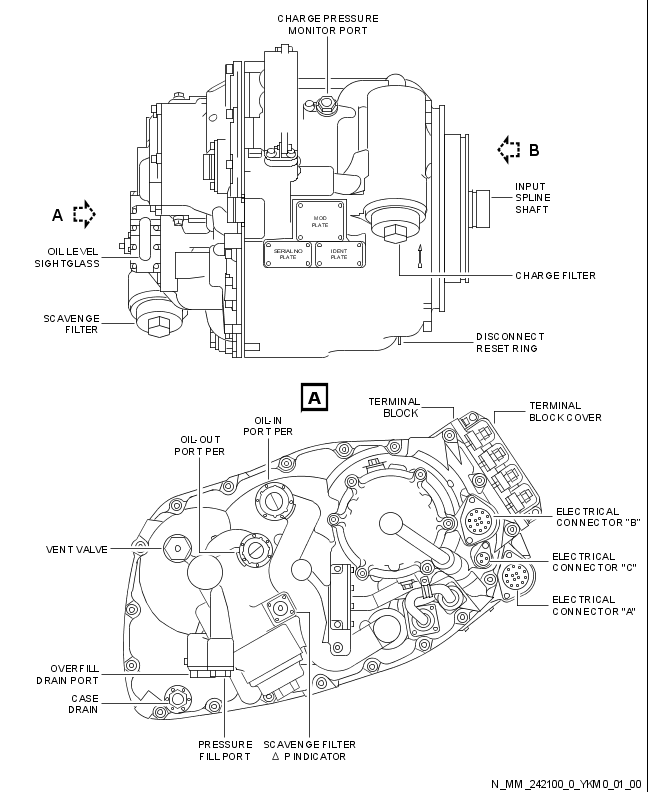 CHARGE PRESSURE
MONITOR PORT
B
INPUT
SPLINE
SHAFT
A
MOD
PLATE
SERIAL NO
PLATE
IDENT
PLATE
OIL LEVEL
SIGHTGLASS
CHARGE FILTER
SCAVENGE
FILTER
DISCONNECT
RESET RING
A
TERMINAL
BLOCK
TERMINAL
BLOCK COVER
OIL-IN
PORT PER
OIL-OUT
PORT PER
ELECTRICAL
CONNECTOR "B"
VENT VALVE
ELECTRICAL
CONNECTOR "C"
ELECTRICAL
CONNECTOR "A"
OVERFILL
DRAIN PORT
CASE
DRAIN
PRESSURE
FILL PORT
SCAVENGE FILTER
Δ P INDICATOR
N_MM_242100_0_YKM0_01_00